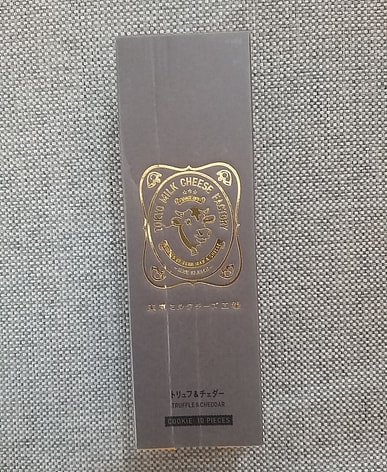 TOKYO MILK CHEESE FACTORY
東京ミルクチーズ工場
トリュフ&チェダー
TRUFFLE & CHEDDAR
COOKIE: 10 PIECES